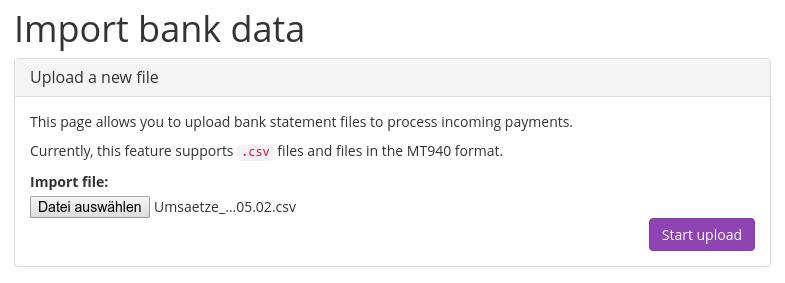 Import bank data
Upload a new file
This page allows you to upload bank statement files to process incoming payments.
Currently, this feature supports .csv files and files in the MT940 format.
Import file:
Datei auswählen Umsaetze_...05.02.csv
Start upload